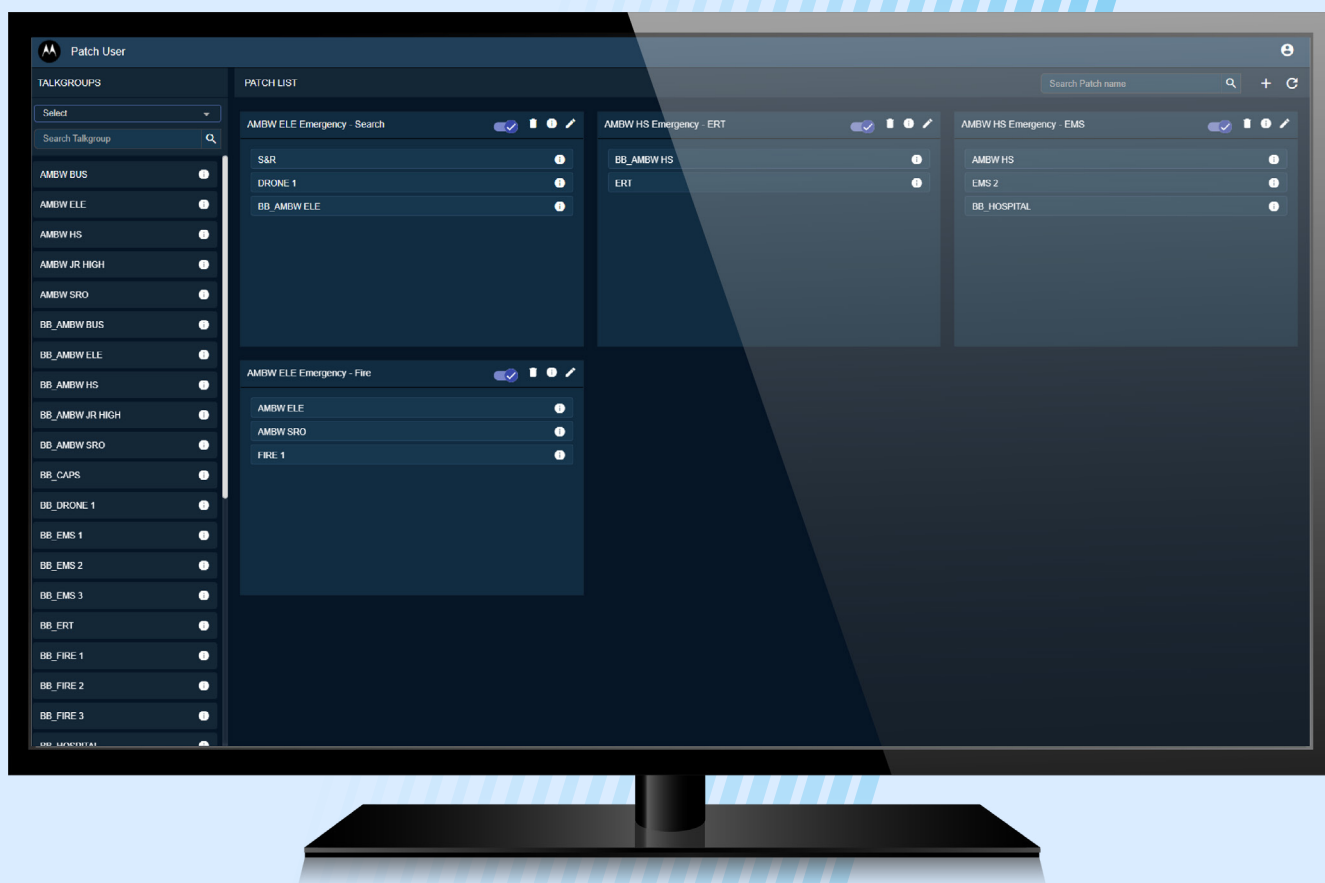 Patch User
TALKGROUPS
Select
Search Talkgroup
AMBW BUS
AMBW ELE
AMBW HS
AMBW JR HIGH
AMBW SRO
BB_AMBW BUS
BB_AMBW ELE
BB_AMBW HS
BB_AMBW JR HIGH
BB_AMBW SRO
BB_CAPS
BB_DRONE 1
BB_EMS 1
BB_EMS 2
BB_EMS 3
BB_ERT
BB_FIRE 1
BB_FIRE 2
BB_FIRE 3
BB_HOSPITAL
PATCH LIST
Search Patch name
AMBW ELE Emergency - Search
S&R
DRONE 1
BB_AMBW ELE
AMBW HS Emergency - ERT
BB_AMBW HS
ERT
AMBW HS Emergency - EMS
AMBW HS
EMS 2
BB_HOSPITAL
AMBW ELE Emergency - Fire
AMBW ELE
AMBW SRO
FIRE 1